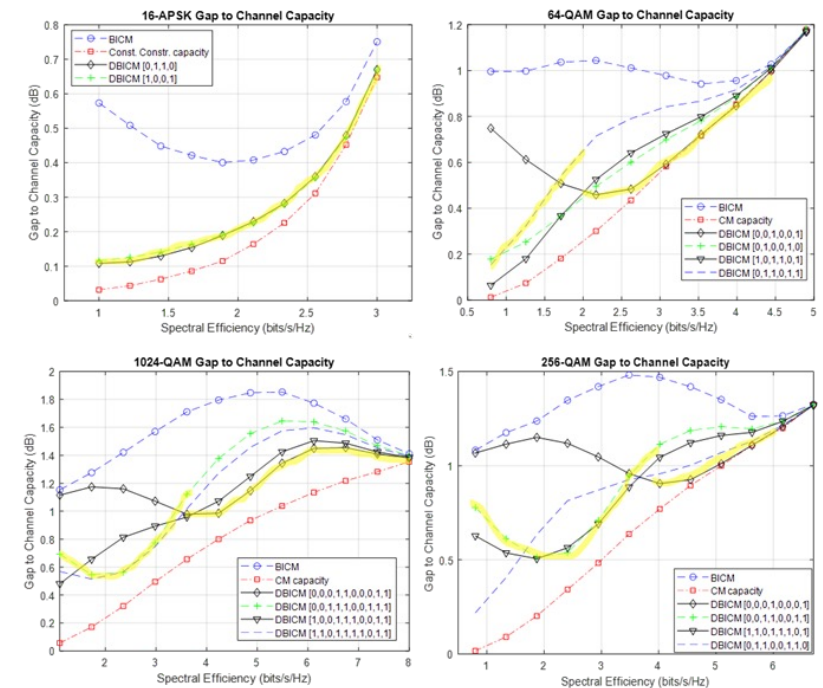 16-APSK Gap to Channel Capacity
Gap to Channel Capacity (dB)
0.8
0.7
0.6
0.5
0.4
0.3
0.2
0.1
0
BICM
Const. Constr. capacity
DBICM [0,1,1,0]
DBICM [1,0,0,1]
1
1.5
2
2.5
3
Spectral Efficiency (bits/s/Hz)
64-QAM Gap to Channel Capacity
Gap to Channel Capacity (dB)
1.2
1
0.8
0.6
0.4
0.2
0
BICM
CM capacity
DBICM [0,0,1,0,0,1]
DBICM [0,1,0,0,1,0]
DBICM [1,0,1,1,0,1]
DBICM [0,1,1,0,1,1]
0.5
1
1.5
2
2.5
3
3.5
4
4.5
5
Spectral Efficiency (bits/s/Hz)
1024-QAM Gap to Channel Capacity
Gap to Channel Capacity (dB)
2
1.8
1.6
1.4
1.2
1
0.8
0.6
0.4
0.2
0
BICM
CM capacity
DBICM [0,0,0,1,1,0,0,0,1,1]
DBICM [0,0,1,1,1,0,0,1,1,1]
DBICM [1,0,0,1,1,1,0,0,1,1]
DBICM [1,1,0,1,1,1,1,0,1,1]
2
3
4
5
6
7
8
Spectral Efficiency (bits/s/Hz)
256-QAM Gap to Channel Capacity
Gap to Channel Capacity (dB)
1.5
1
0.5
0
BICM
CM capacity
DBICM [0,0,0,1,0,0,0,1]
DBICM [0,0,1,1,0,0,1,1]
DBICM [1,1,0,1,1,1,0,1]
DBICM [0,1,1,0,0,1,1,0]
1
2
3
4
5
6
Spectral Efficiency (bits/s/Hz)